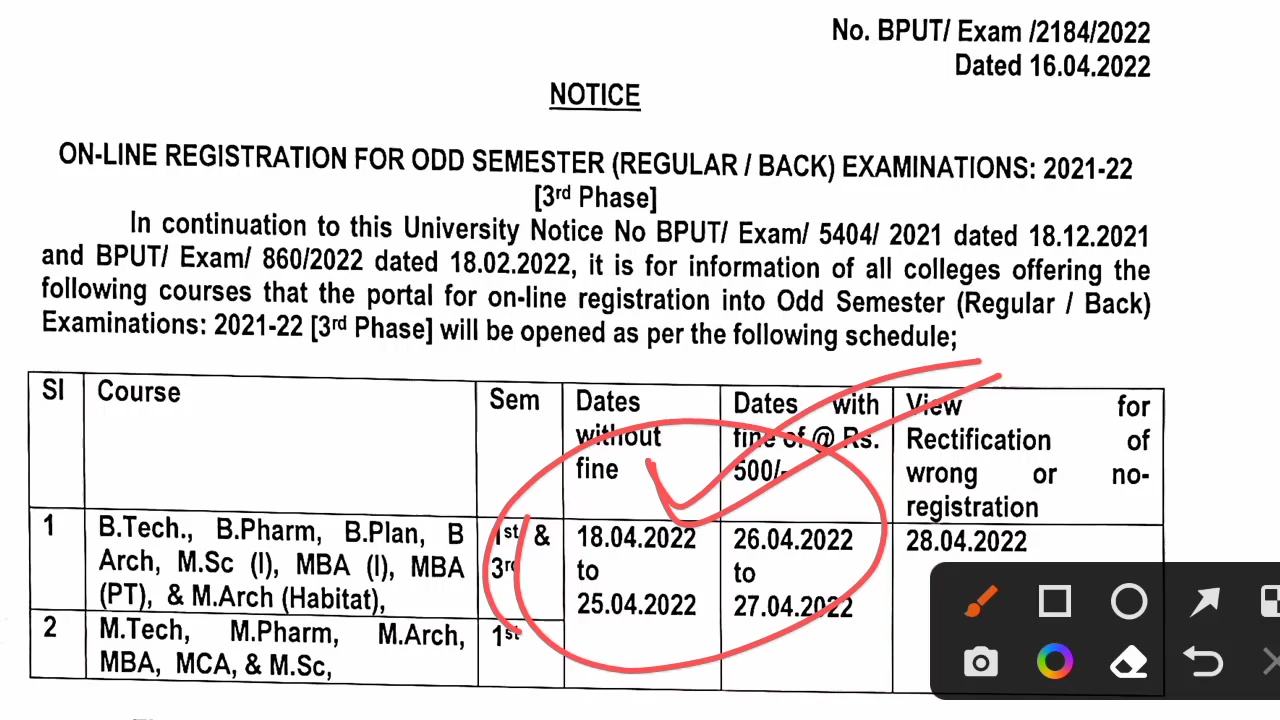 No. BPUT/ Exam /2184/2022
Dated 16.04.2022
NOTICE
ON-LINE REGISTRATION FOR ODD SEMESTER (REGULAR / BACK) EXAMINATIONS: 2021-22
[3rd Phase]
In continuation to this University Notice No BPUT/ Exam/ 5404/ 2021 dated 18.12.2021
and BPUT/ Exam/ 860/2022 dated 18.02.2022, it is for information of all colleges offering the
following courses that the portal for on-line registration into Odd Semester (Regular / Back)
Examinations: 2021-22 [3rd Phase] will be opened as per the following schedule;
Sl
Course
Sem
Dates
without
fine
Dates with
fine of @ Rs.
500/-
View for
Rectification of
wrong or no-
registration
1
B.Tech., B.Pharm, B.Plan, B
Arch, M.Sc (I), MBA (I), MBA
(PT), & M.Arch (Habitat),
1st &
3rd
18.04.2022
to
25.04.2022
26.04.2022
to
27.04.2022
28.04.2022
2
M.Tech, M.Pharm, M.Arch,
MBA, MCA, & M.Sc,
1st